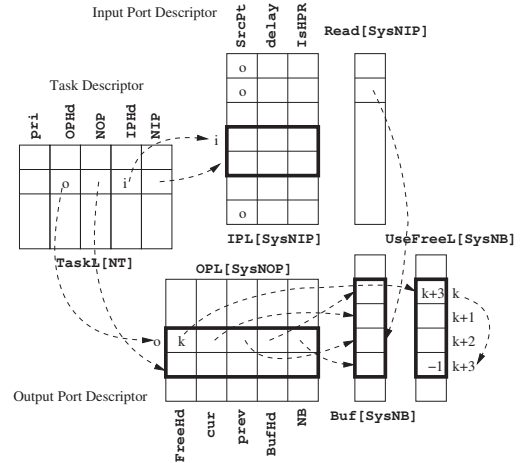 Input Port Descriptor
SrcPt
delay
IsHPR
Read[SysNIP]
o
o
Task Descriptor
pri
OPHd
NOP
IPHd
NIP
i
o
i
o
IPL[SysNIP]
UseFreeL[SysNB]
TaskL[NT]
OPL[SysNOP]
k+3
k
k+1
o
k
k+2
−1
k+3
Output Port Descriptor
Buf[SysNB]
FreeHd
cur
prev
BufHd
NB